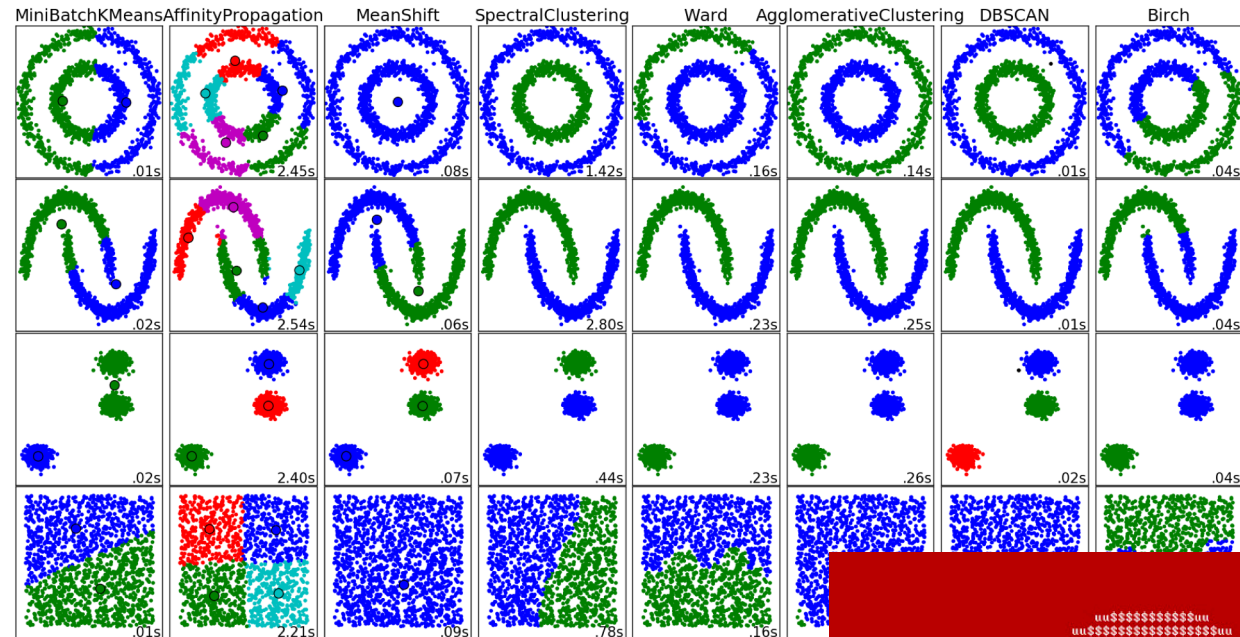 MiniBatchKMeans AffinityPropagation MeanShift SpectralClustering Ward AgglomerativeClustering DBSCAN Birch
.01s 2.45s .08s 1.42s .16s .14s .01s .04s
.02s 2.54s .06s 2.80s .23s .25s .01s .04s
.02s 2.40s .07s .44s .23s .26s .02s .04s
.01s 2.21s .09s .78s .16s
uu$$$$$$$$$$$uu
uu$$$$$$$$$$$$$$$$$uu